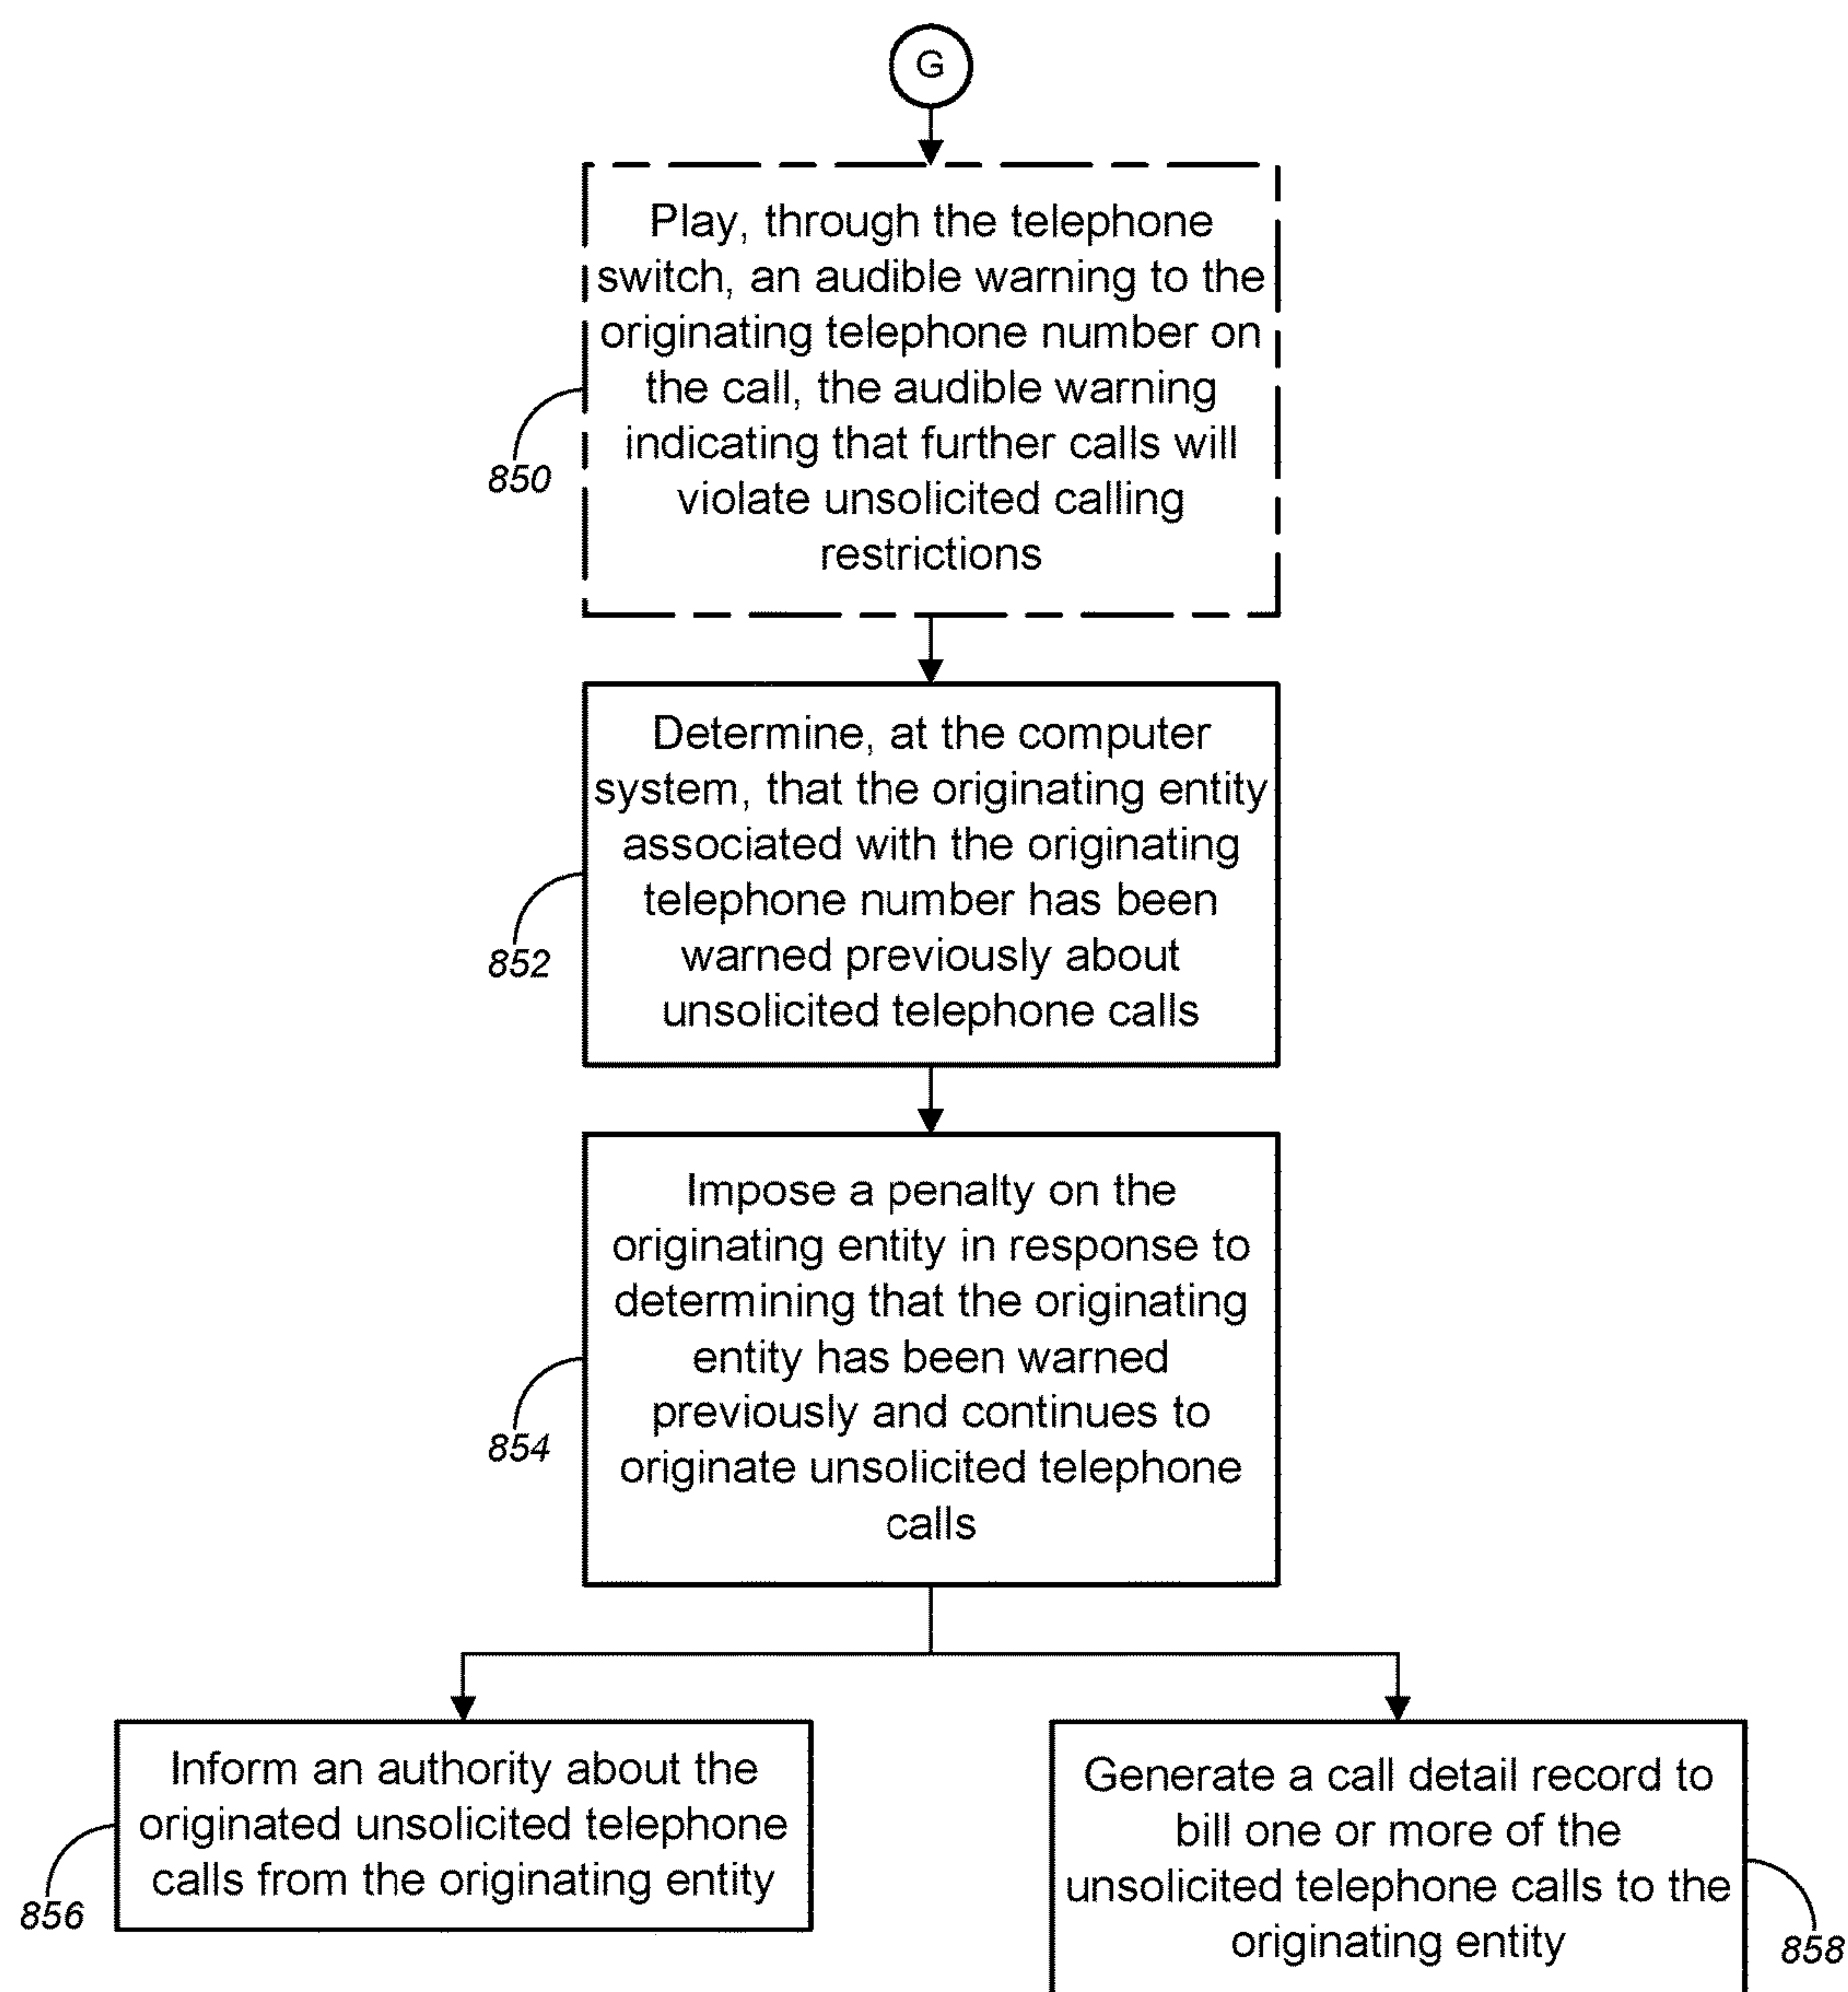 G
Play, through the telephone
switch, an audible warning to the
originating telephone number on
the call, the audible warning
indicating that further calls will
violate unsolicited calling
restrictions
850
Determine, at the computer
system, that the originating entity
associated with the originating
telephone number has been
warned previously about
unsolicited telephone calls
852
Impose a penalty on the
originating entity in response to
determining that the originating
entity has been warned
previously and continues to
originate unsolicited telephone
calls
854
Inform an authority about the
originated unsolicited telephone
calls from the originating entity
856
Generate a call detail record to
bill one or more of the
unsolicited telephone calls to the
originating entity
858